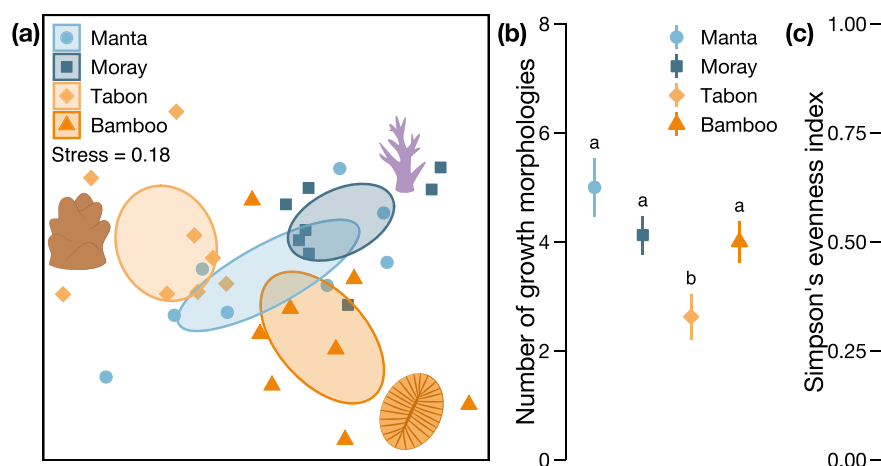 (a)
Manta
Moray
Tabon
Bamboo
Stress = 0.18
(b)
Number of growth morphologies
8
6
4
2
0
a
a
b
a
Manta
Moray
Tabon
Bamboo
(c)
Simpson's evenness index
1.00
0.75
0.50
0.25
0.00